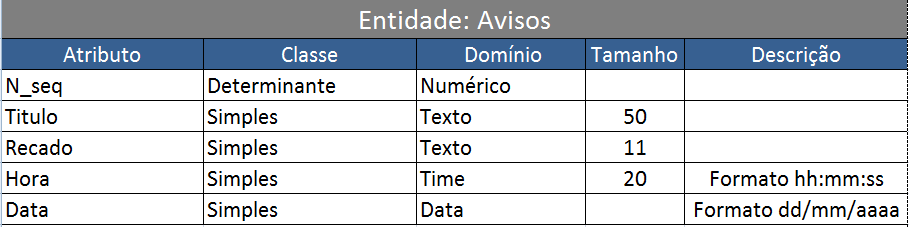 Entidade: Avisos
Atributo Classe Domínio Tamanho Descrição
N_seq Determinante Numérico
Titulo Simples Texto 50
Recado Simples Texto 11
Hora Simples Time 20 Formato hh:mm:ss
Data Simples Data Formato dd/mm/aaaa